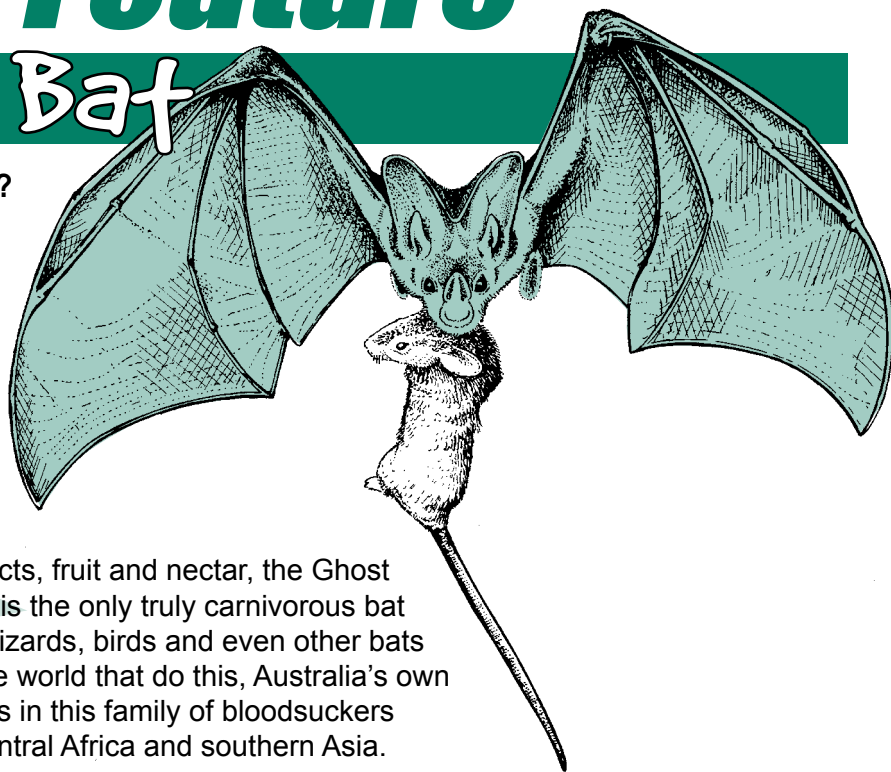 Feature
Bat
?
cts, fruit and nectar, the Ghost
is the only truly carnivorous bat
izards, birds and even other bats
e world that do this, Australia's own
s in this family of bloodsuckers
ntral Africa and southern Asia.